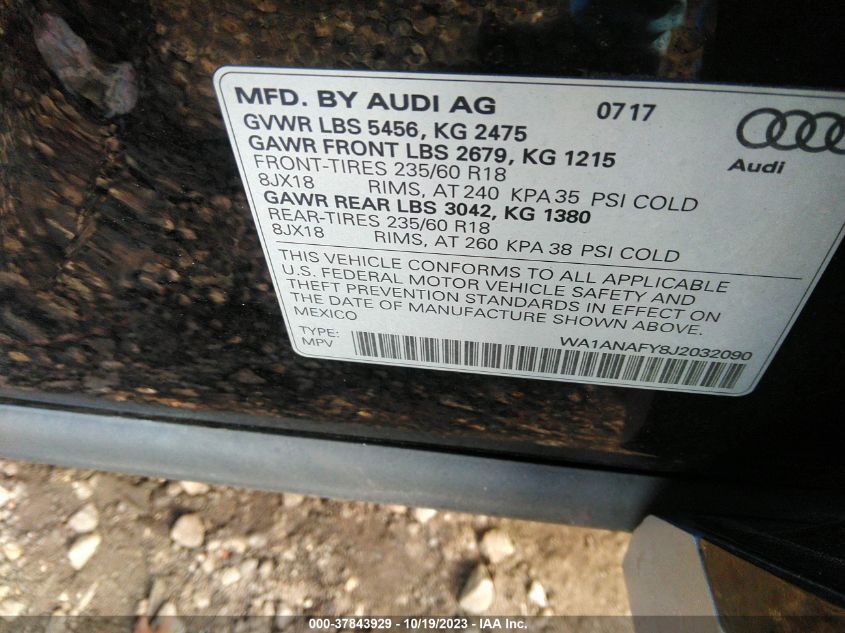 MFD. BY AUDI AG 0717
GVWR LBS 5456, KG 2475
GAWR FRONT LBS 2679, KG 1215
FRONT-TIRES 235/60 R18
8JX18 RIMS, AT 240 KPA 35 PSI COLD
GAWR REAR LBS 3042, KG 1380
REAR-TIRES 235/60 R18
8JX18 RIMS, AT 260 KPA 38 PSI COLD
Audi
THIS VEHICLE CONFORMS TO ALL APPLICABLE
U.S. FEDERAL MOTOR VEHICLE SAFETY AND
THEFT PREVENTION STANDARDS IN EFFECT ON
THE DATE OF MANUFACTURE SHOWN ABOVE.
MEXICO
TYPE: WA1ANAFY8J2032090
MPV
000-37843929 - 10/19/2023 - IAA Inc.